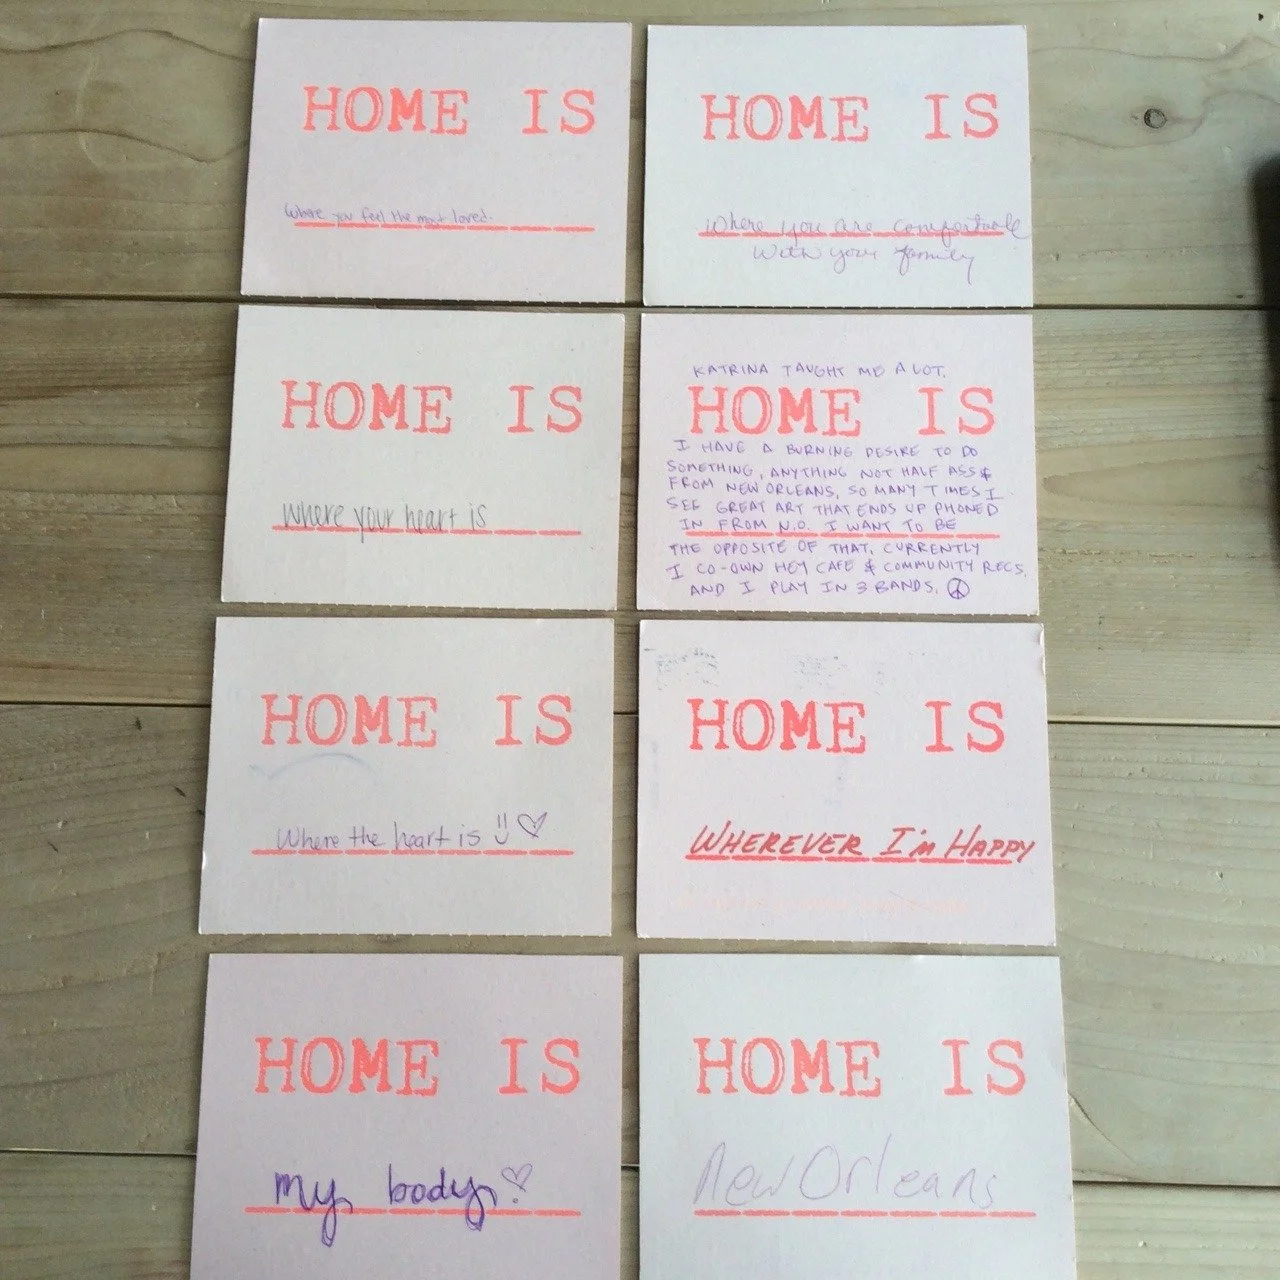 HOME IS
Where you feel the most loved.
HOME IS
Where you are comfortable
with your family
HOME IS
Where your heart is
KATRINA TAUGHT ME A LOT.
HOME IS
I HAVE A BURNING DESIRE TO DO
SOMETHING, ANYTHING NOT HALF ASS &
FROM NEW ORLEANS, SO MANY TIMES I
SEE GREAT ART THAT ENDS UP PHONED
IN FROM N.O. I WANT TO BE
THE OPPOSITE OF THAT. CURRENTLY
I CO-OWN HEY CAFE & COMMUNITY RECS.
AND I PLAY IN 3 BANDS.
HOME IS
Where the heart is
HOME IS
WHEREVER I'm HAPPY
HOME IS
my body
HOME IS
New Orleans